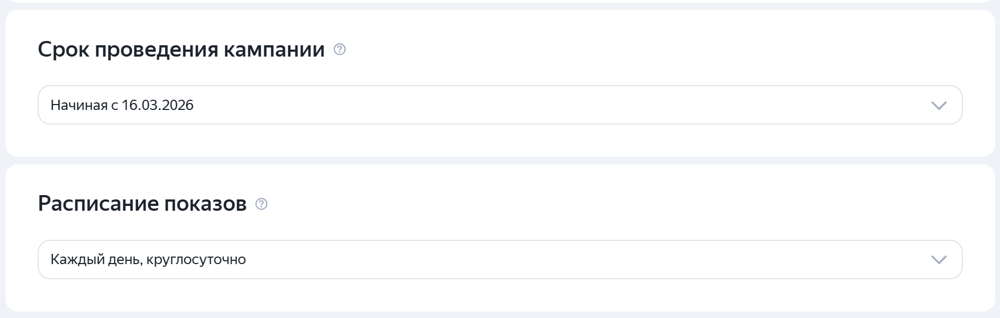 Срок проведения кампании
Начиная с 16.03.2026
Расписание показов
Каждый день, круглосуточно